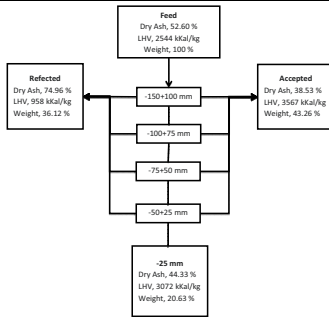 Feed
Dry Ash, 52.60 %
LHV, 2544 kKal/kg
Weight, 100 %
Refected
Dry Ash, 74.96 %
LHV, 958 kKal/kg
Weight, 36.12 %
Accepted
Dry Ash, 38.53 %
LHV, 3567 kKal/kg
Weight, 43.26 %
-150+100 mm
-100+75 mm
-75+50 mm
-50+25 mm
-25 mm
Dry Ash, 44.33 %
LHV, 3072 kKal/kg
Weight, 20.63 %